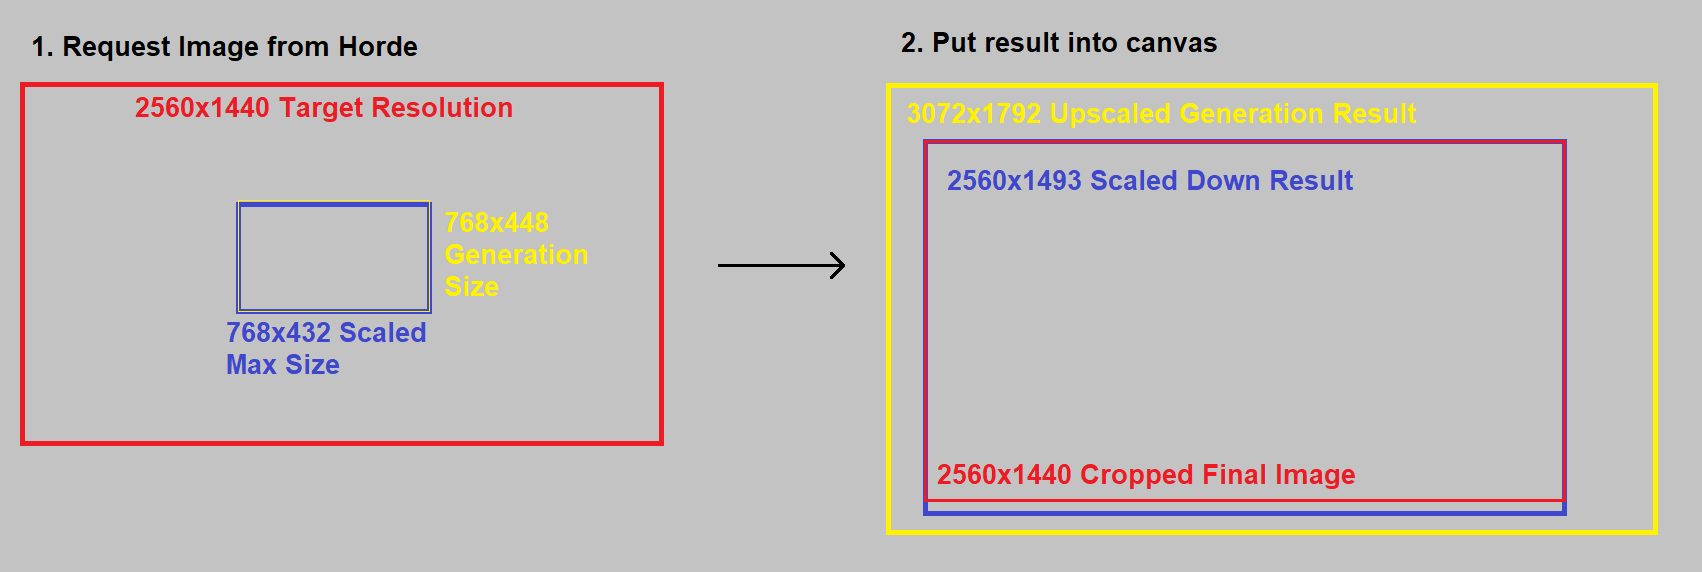 1. Request Image from Horde
2560x1440 Target Resolution
768x448
Generation
Size
768x432 Scaled
Max Size
2. Put result into canvas
3072x1792 Upscaled Generation Result
2560x1493 Scaled Down Result
2560x1440 Cropped Final Image